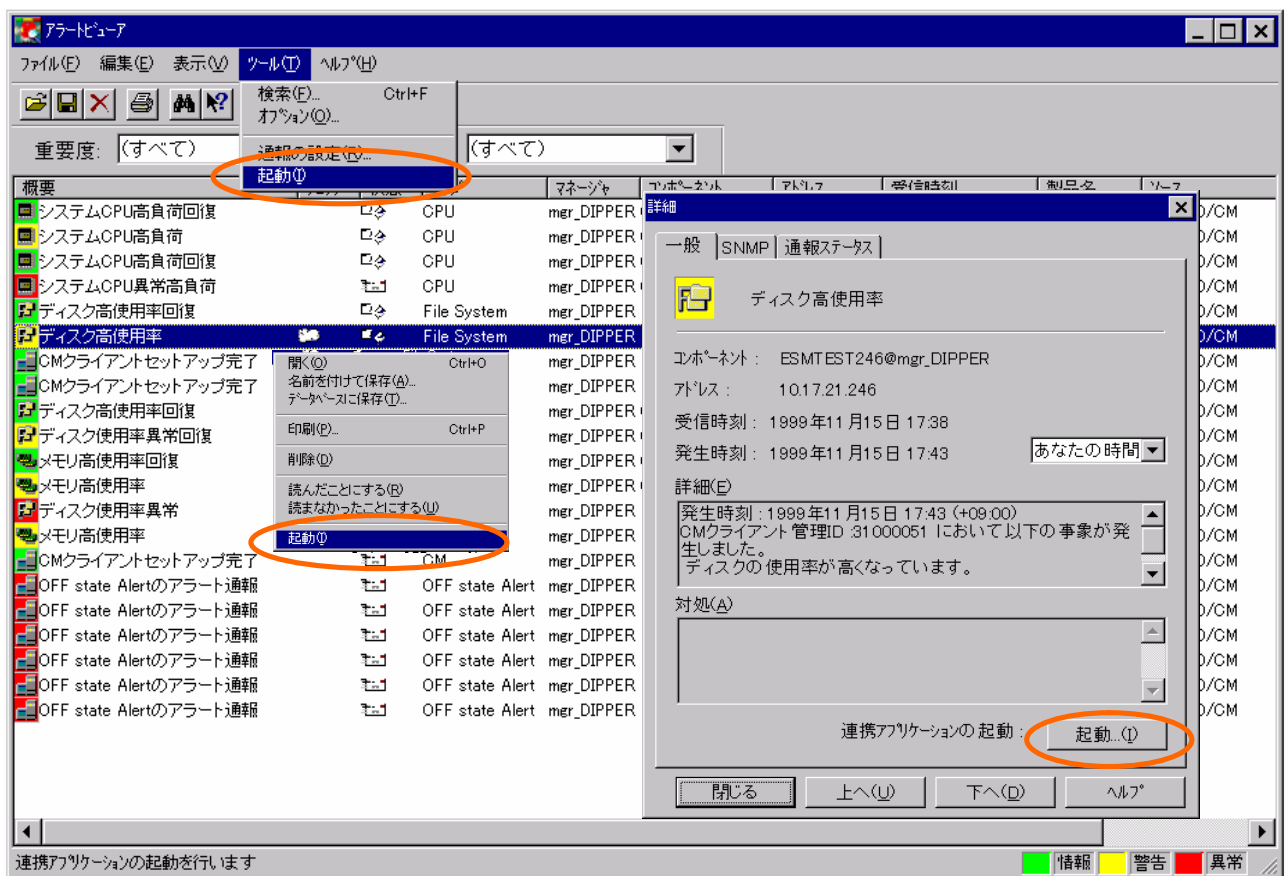 アラートビューア
ファイル(F) 編集(E) 表示(V) ツール(T) ヘルプ(H)
検索(F)... Ctrl+F
オプション(O)...
通報の設定(R)...
起動(I)
重要度: (すべて) (すべて)
概要 マネージャ コンポーネント アドレス 受信時刻 製品名 ソース
システムCPU高負荷回復 CPU mgr_DIPPER O/CM
システムCPU高負荷 CPU mgr_DIPPER O/CM
システムCPU高負荷回復 CPU mgr_DIPPER O/CM
システムCPU異常高負荷 CPU mgr_DIPPER O/CM
ディスク高使用率回復 File System mgr_DIPPER O/CM
ディスク高使用率 File System mgr_DIPPER O/CM
CMクライアントセットアップ完了 mgr_DIPPER O/CM
CMクライアントセットアップ完了 mgr_DIPPER O/CM
ディスク高使用率回復 mgr_DIPPER O/CM
ディスク使用率異常回復 mgr_DIPPER O/CM
メモリ高使用率回復 mgr_DIPPER O/CM
メモリ高使用率 mgr_DIPPER O/CM
ディスク使用率異常 mgr_DIPPER O/CM
メモリ高使用率 mgr_DIPPER O/CM
CMクライアントセットアップ完了 CM mgr_DIPPER O/CM
OFF state Alertのアラート通報 OFF state Alert mgr_DIPPER O/CM
OFF state Alertのアラート通報 OFF state Alert mgr_DIPPER O/CM
OFF state Alertのアラート通報 OFF state Alert mgr_DIPPER O/CM
OFF state Alertのアラート通報 OFF state Alert mgr_DIPPER O/CM
OFF state Alertのアラート通報 OFF state Alert mgr_DIPPER O/CM
OFF state Alertのアラート通報 OFF state Alert mgr_DIPPER O/CM
開く(O) Ctrl+O
名前を付けて保存(A)...
データベースに保存(T)...
印刷(P)... Ctrl+P
削除(D)
読んだことにする(R)
読まなかったことにする(U)
起動(I)
詳細
一般 SNMP 通報ステータス
ディスク高使用率
コンポーネント : ESMTEST246@mgr_DIPPER
アドレス : 10.17.21.246
受信時刻 : 1999年11月15日 17:38
発生時刻 : 1999年11月15日 17:43 あなたの時間
詳細(E)
発生時刻 :1999年11月15日 17:43 (+09:00)
CMクライアント管理ID :31000051 において以下の事象が発
生しました。
ディスクの使用率が高くなっています。
対処(A)
連携アプリケーションの起動 : 起動...(I)
閉じる 上へ(U) 下へ(D) ヘルプ
連携アプリケーションの起動を行います 情報 警告 異常